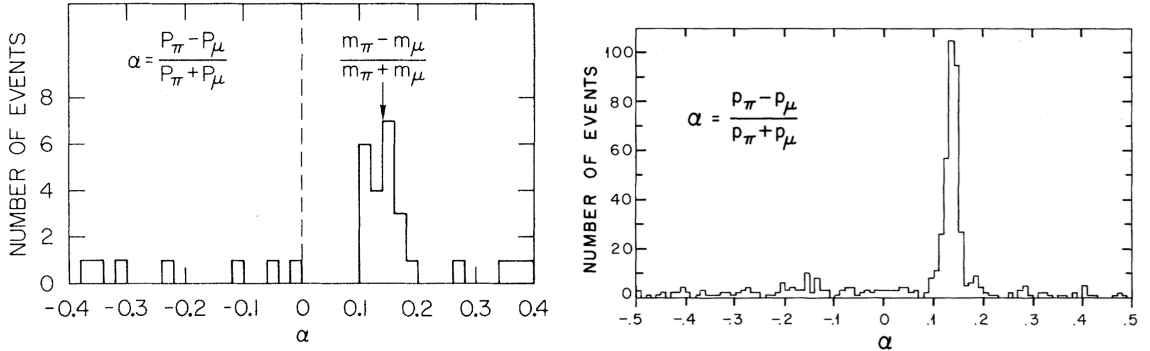 NUMBER OF EVENTS
8
6
4
2
0
α = (P_π − P_μ) / (P_π + P_μ)
(m_π − m_μ) / (m_π + m_μ)
-0.4 -0.3 -0.2 -0.1 0 0.1 0.2 0.3 0.4
α
NUMBER OF EVENTS
100
80
60
40
20
0
α = (p_π − p_μ) / (p_π + p_μ)
-.5 -.4 -.3 -.2 -.1 0 .1 .2 .3 .4 .5
α